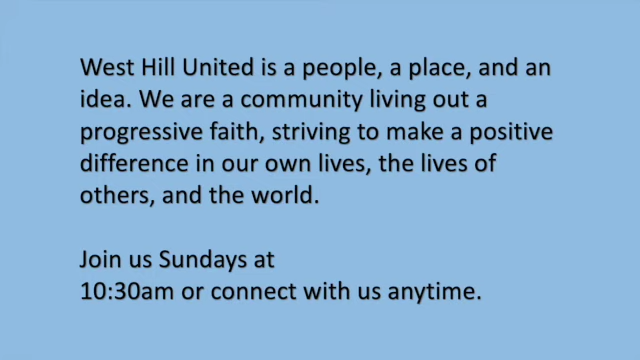 West Hill United is a people, a place, and an
idea. We are a community living out a
progressive faith, striving to make a positive
difference in our own lives, the lives of
others, and the world.
Join us Sundays at
10:30am or connect with us anytime.